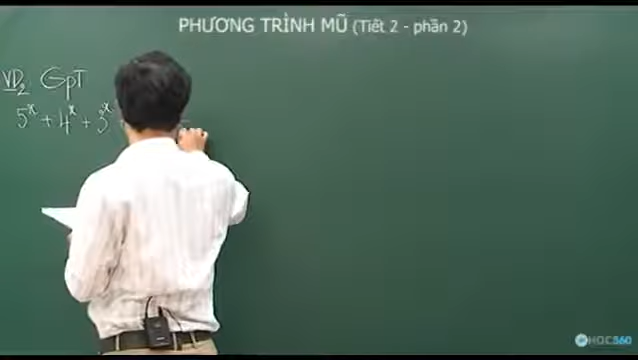 PHƯƠNG TRÌNH MŨ (Tiết 2 - phần 2)
VD2 GpT
5^x + 4^x + 3^x
HOC360